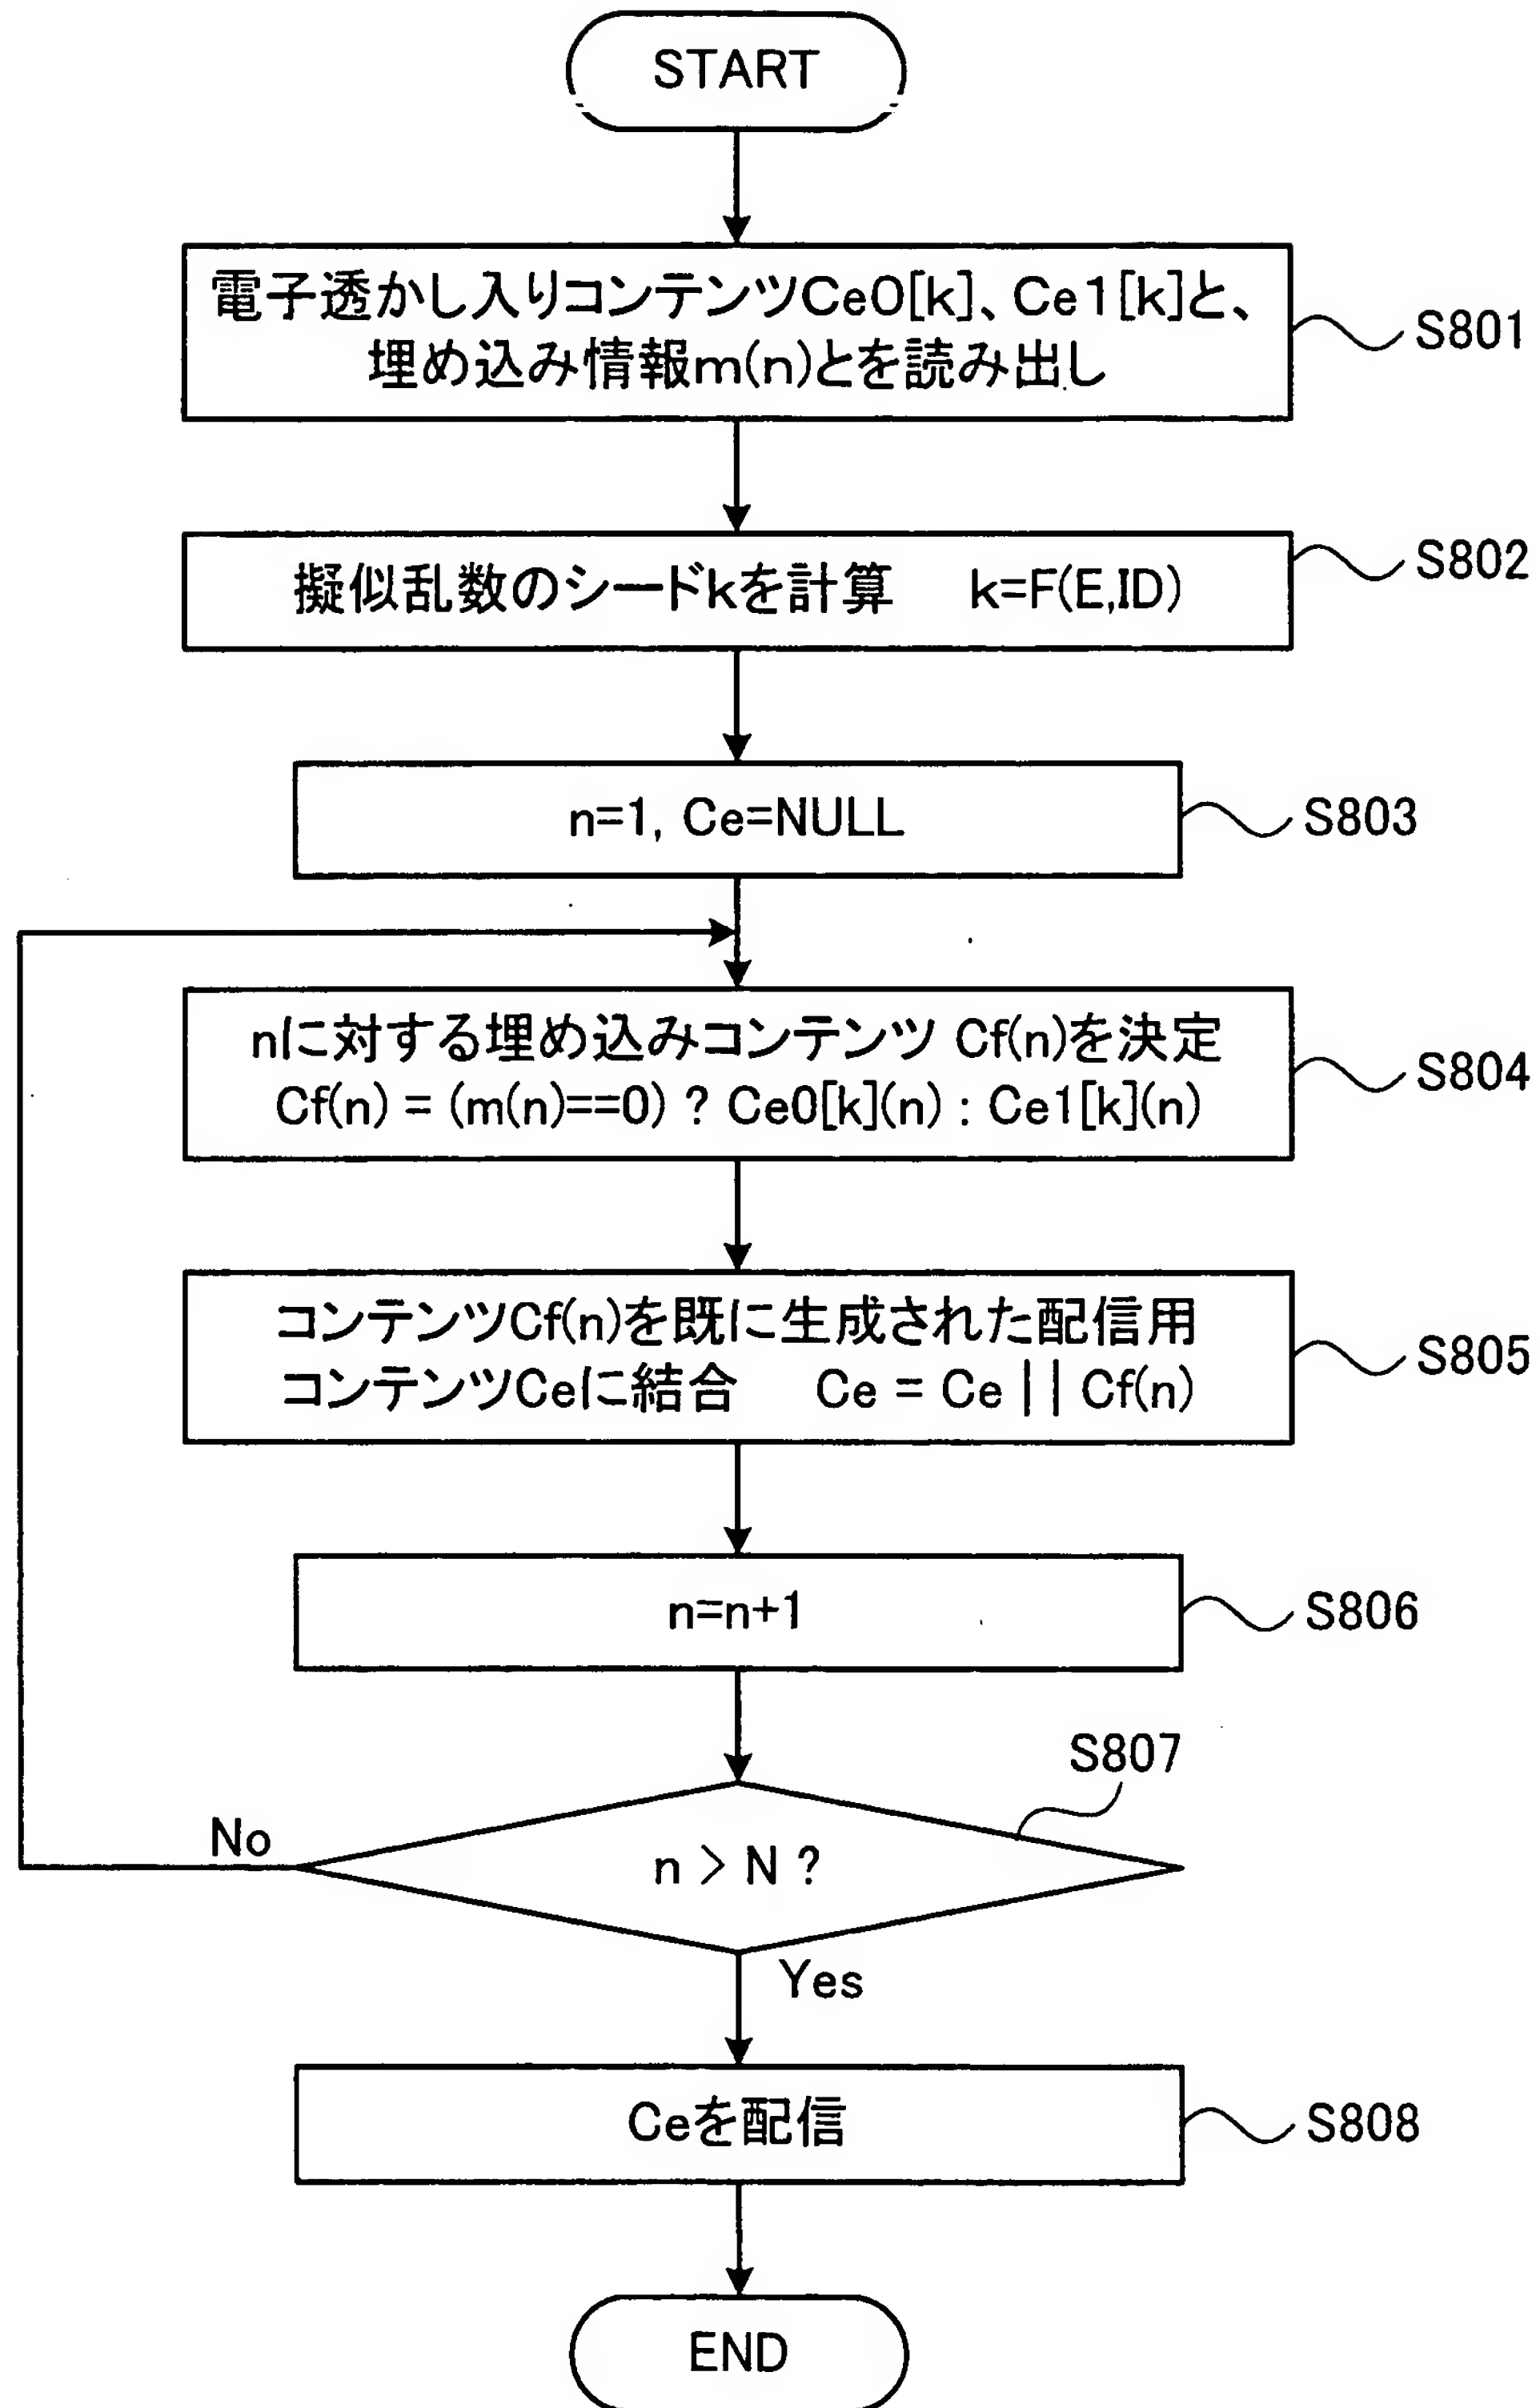 START
電子透かし入りコンテンツCe0[k]、Ce1[k]と、
埋め込み情報m(n)とを読み出し
S801
擬似乱数のシードkを計算 k=F(E,ID)
S802
n=1, Ce=NULL
S803
nに対する埋め込みコンテンツ Cf(n)を決定
Cf(n) = (m(n)==0) ? Ce0[k](n) : Ce1[k](n)
S804
コンテンツCf(n)を既に生成された配信用
コンテンツCeに結合 Ce = Ce || Cf(n)
S805
n=n+1
S806
S807
No
n > N ?
Yes
Ceを配信
S808
END